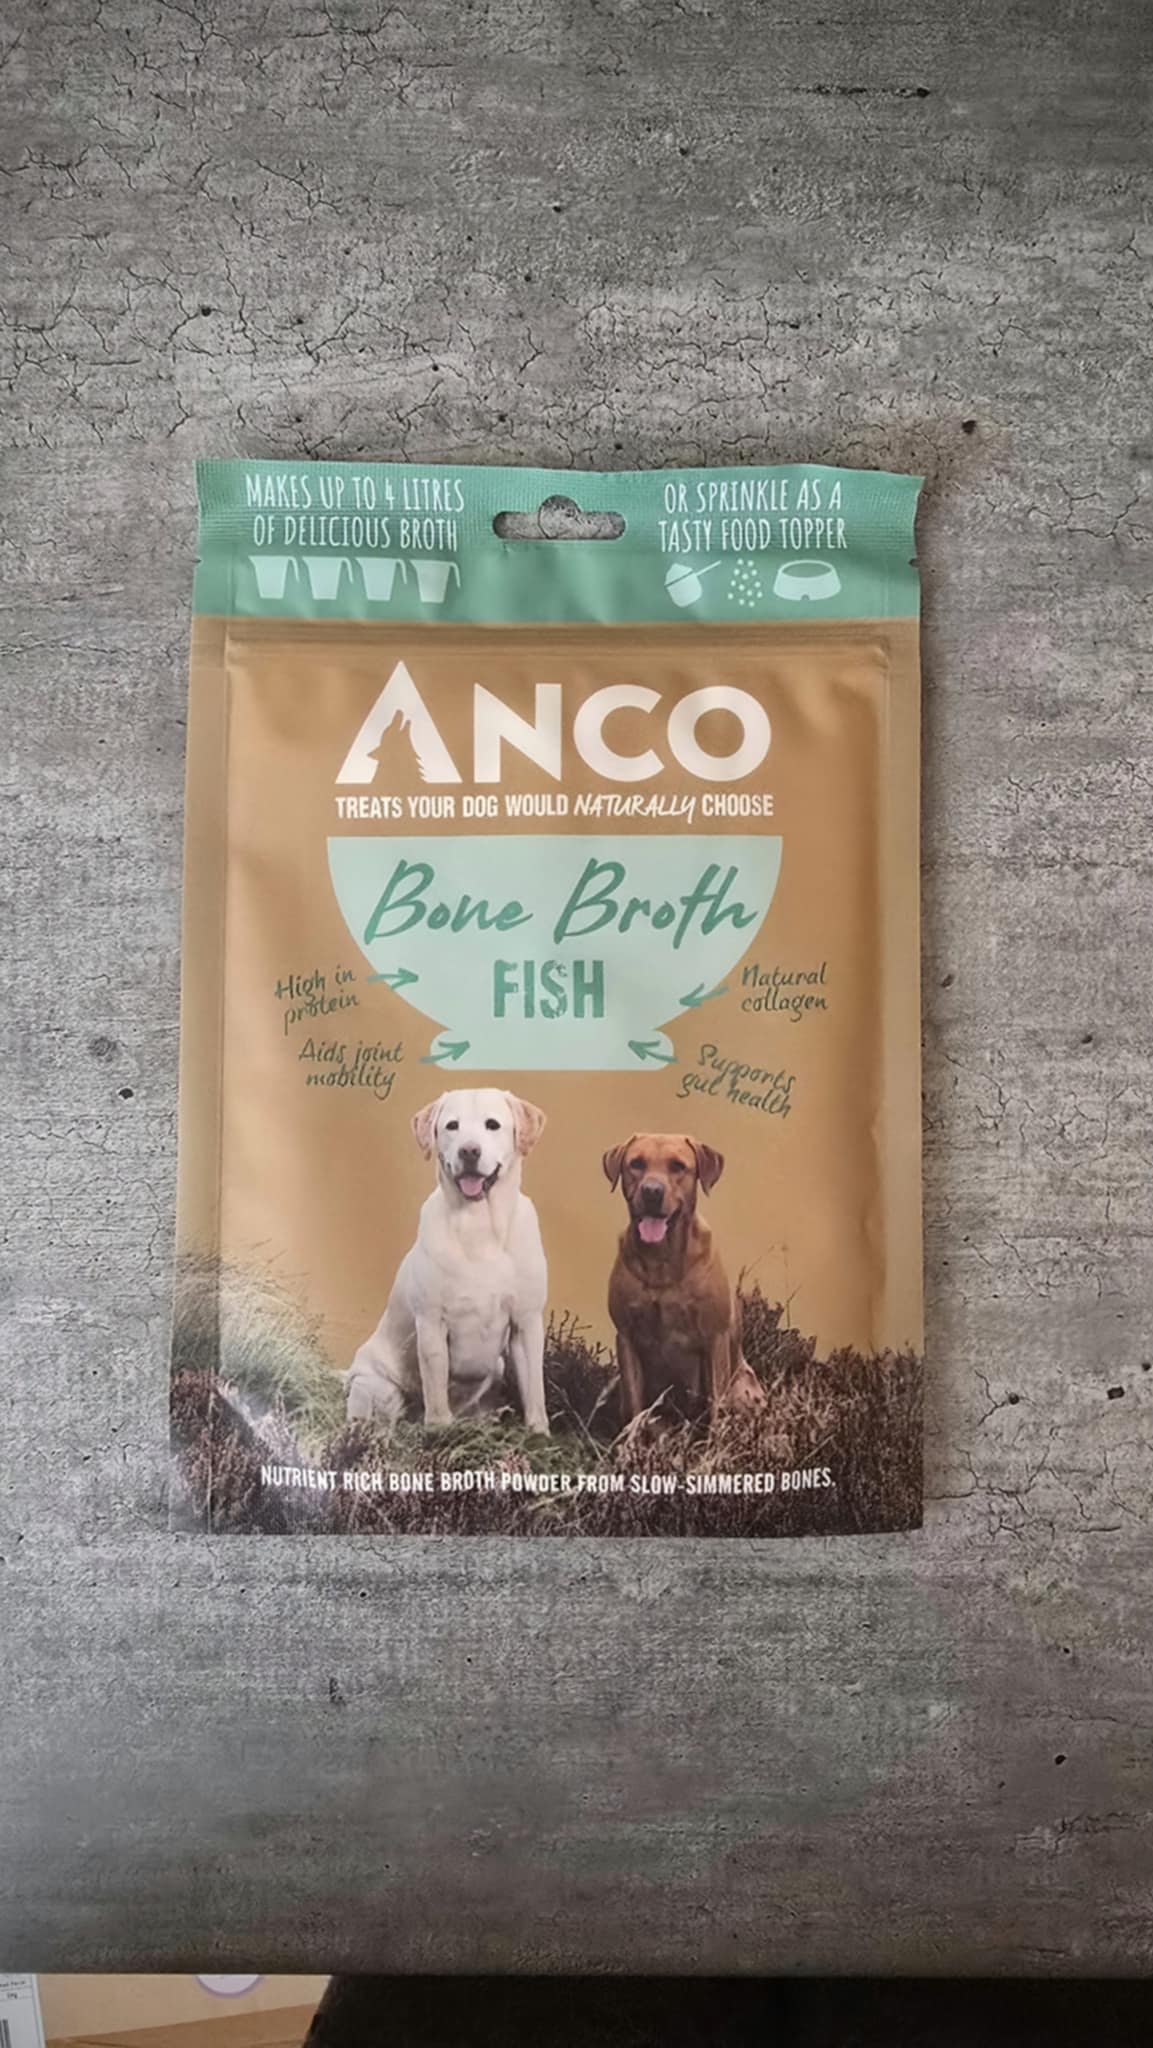 MAKES UP TO 4 LITRES
OF DELICIOUS BROTH
OR SPRINKLE AS A
TASTY FOOD TOPPER
ANCO
TREATS YOUR DOG WOULD NATURALLY CHOOSE
Bone Broth
FISH
High in
protein
Natural
collagen
Aids joint
mobility
Supports
gut health
NUTRIENT RICH BONE BROTH POWDER FROM SLOW-SIMMERED BONES.